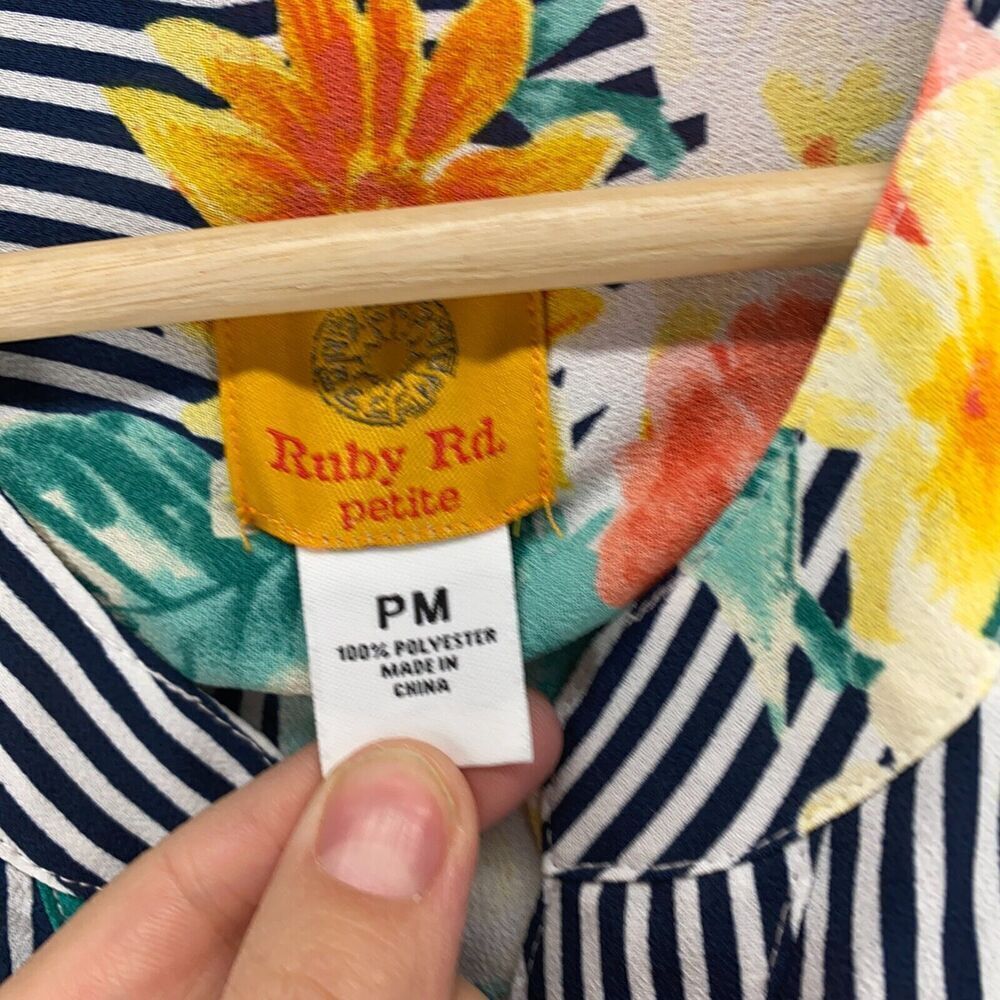 Ruby Rd.
petite
PM
100% POLYESTER
MADE IN
CHINA